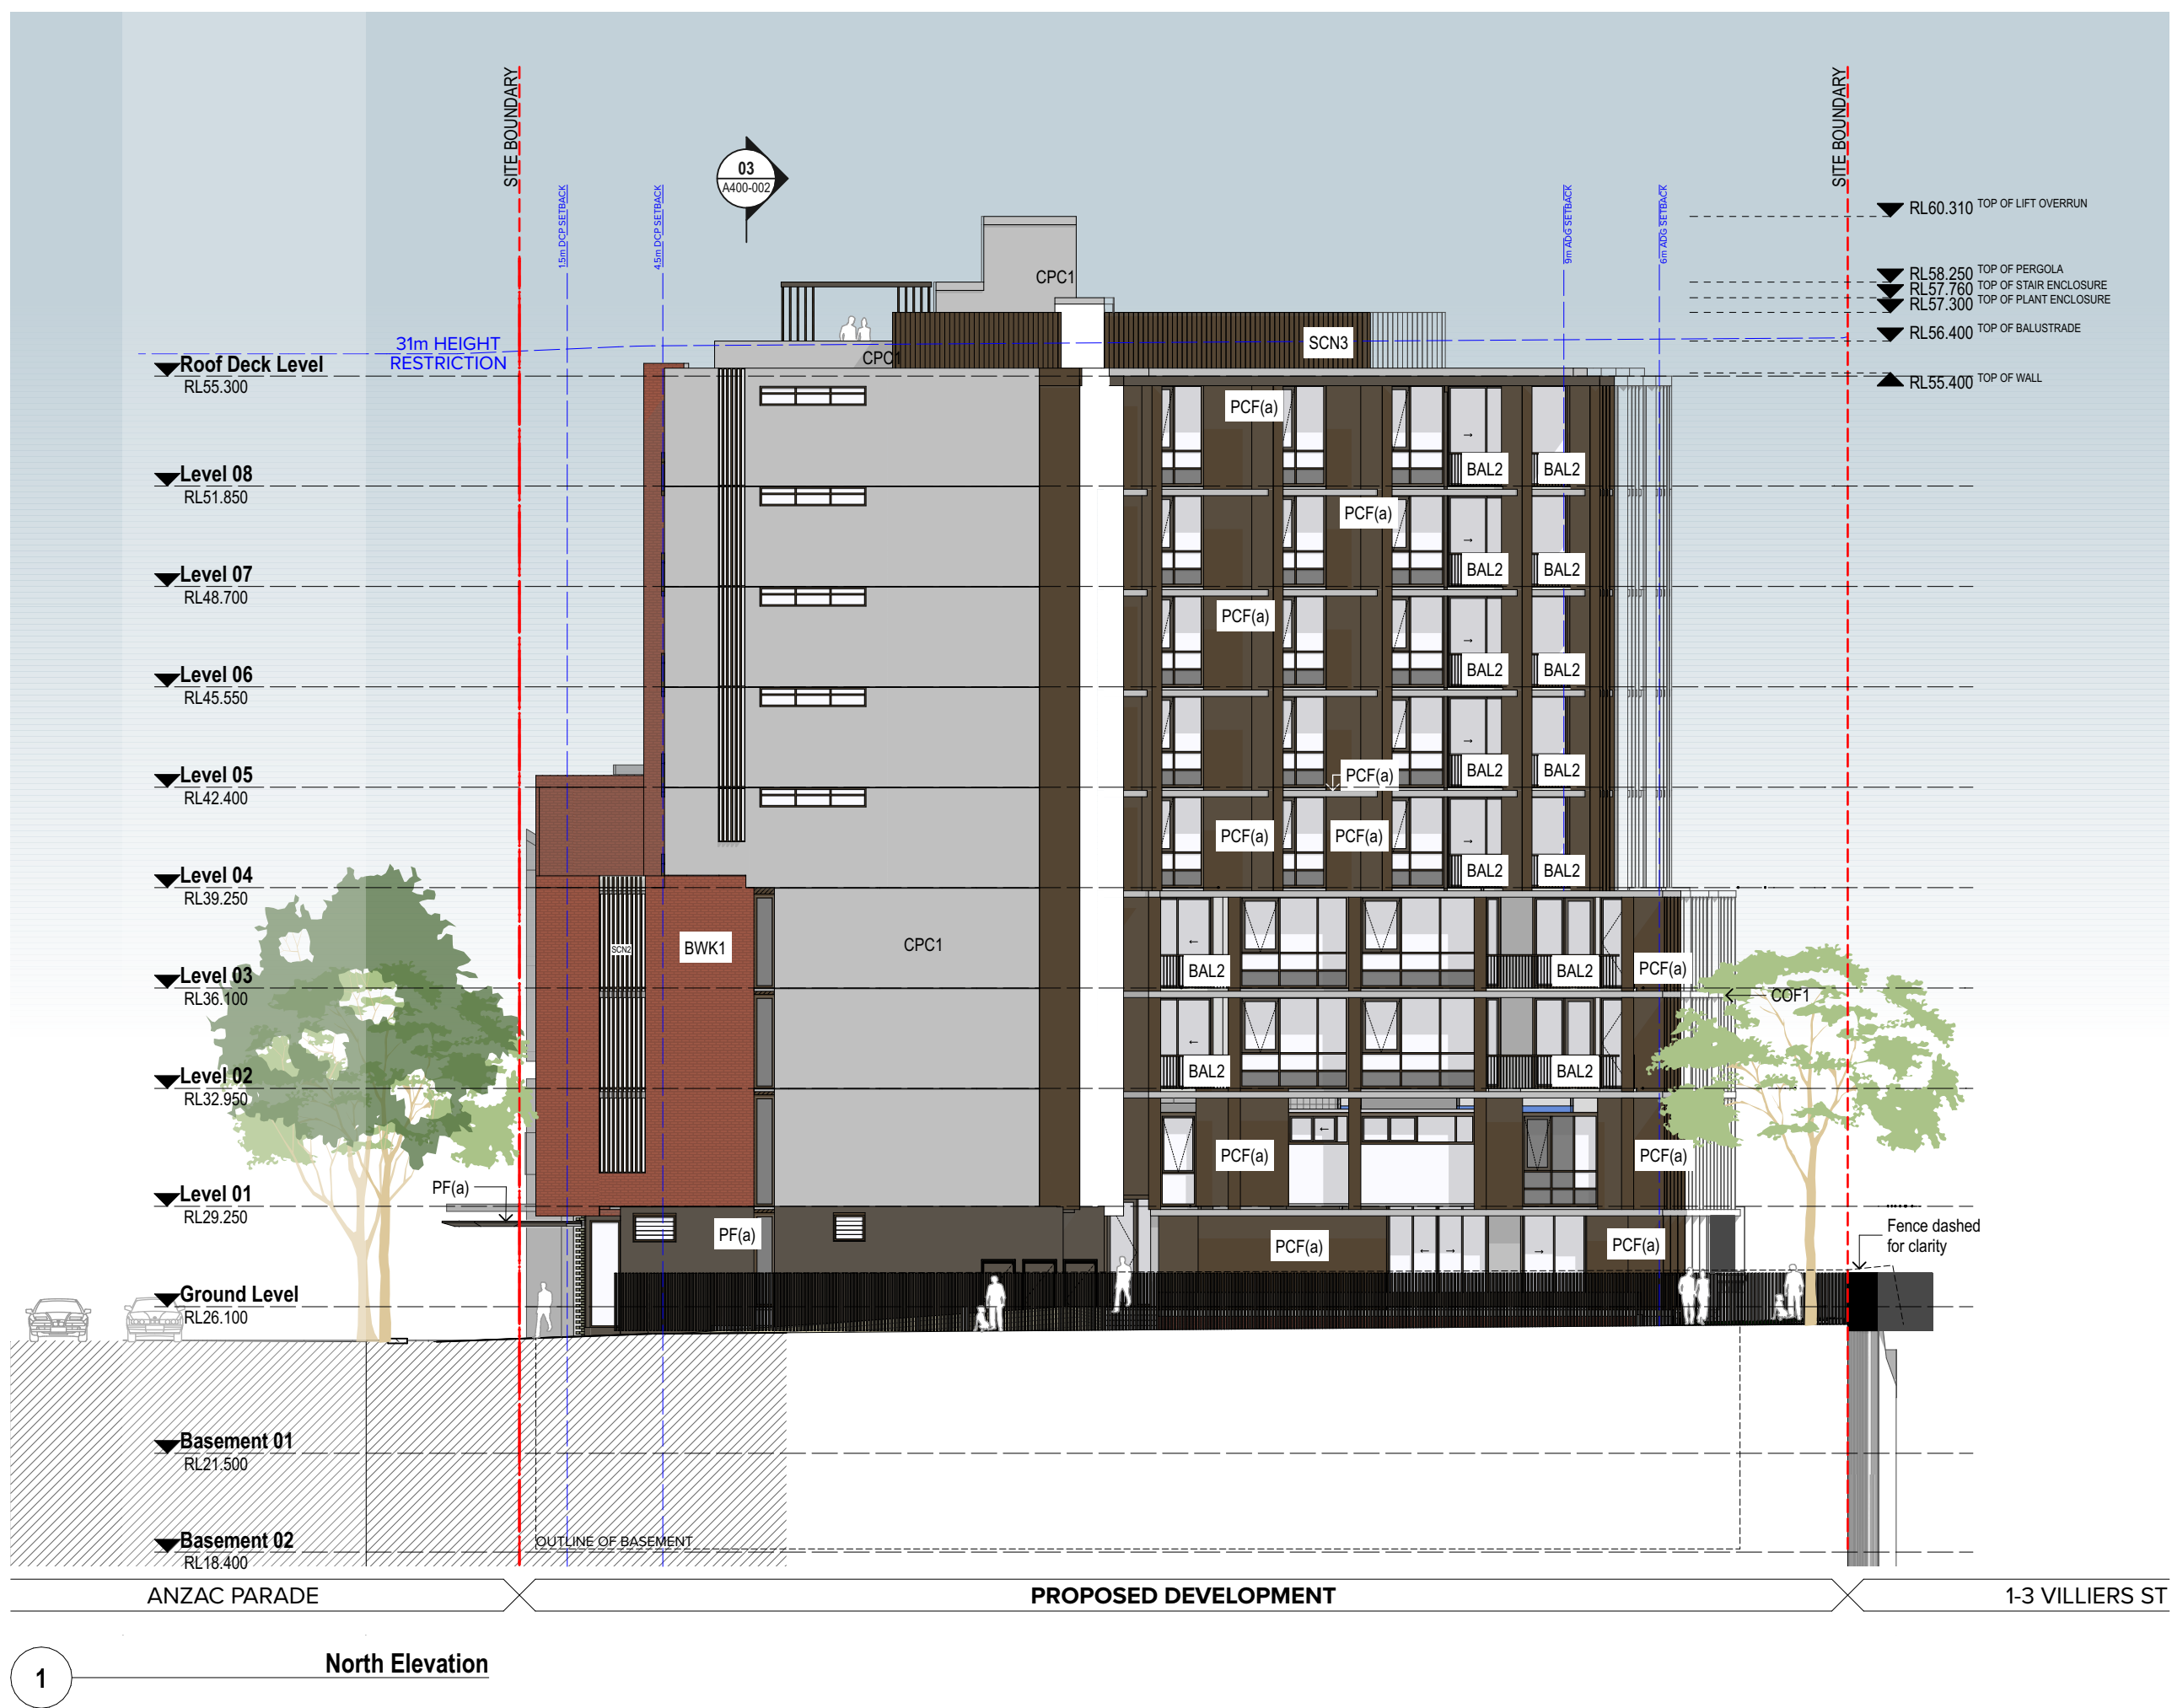 SITE BOUNDARY
SITE BOUNDARY
03
A400-002
1.5m DCP SETBACK
4.5m DCP SETBACK
9m ADG SETBACK
6m ADG SETBACK
RL60.310 TOP OF LIFT OVERRUN
RL58.250 TOP OF PERGOLA
RL57.760 TOP OF STAIR ENCLOSURE
RL57.300 TOP OF PLANT ENCLOSURE
RL56.400 TOP OF BALUSTRADE
RL55.400 TOP OF WALL
CPC1
SCN3
CPC1
31m HEIGHT
RESTRICTION
Roof Deck Level
RL55.300
PCF(a)
Level 08
RL51.850
BAL2
BAL2
PCF(a)
Level 07
RL48.700
BAL2
BAL2
PCF(a)
Level 06
RL45.550
BAL2
BAL2
Level 05
RL42.400
PCF(a)
BAL2
BAL2
PCF(a)
PCF(a)
Level 04
RL39.250
BAL2
BAL2
SCN2
BWK1
CPC1
Level 03
RL36.100
BAL2
BAL2
PCF(a)
COF1
Level 02
RL32.950
BAL2
BAL2
PCF(a)
PCF(a)
Level 01
RL29.250
PF(a)
PF(a)
PCF(a)
PCF(a)
Fence dashed
for clarity
Ground Level
RL26.100
Basement 01
RL21.500
Basement 02
RL18.400
OUTLINE OF BASEMENT
ANZAC PARADE
PROPOSED DEVELOPMENT
1-3 VILLIERS ST
1
North Elevation